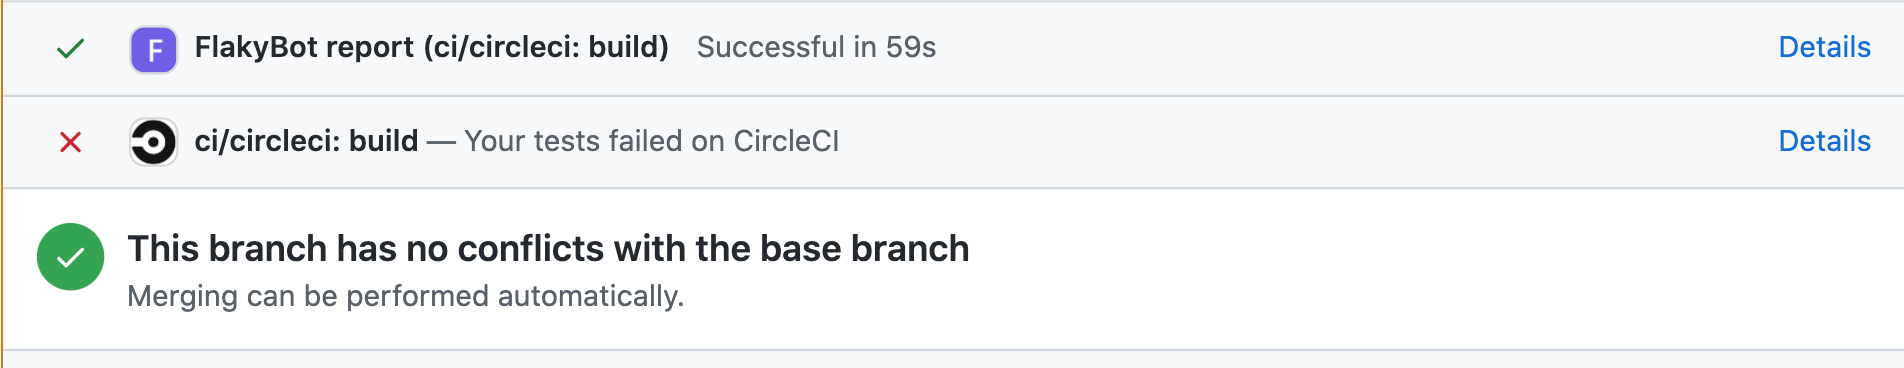 F FlakyBot report (ci/circleci: build) Successful in 59s Details
ci/circleci: build — Your tests failed on CircleCI Details
This branch has no conflicts with the base branch
Merging can be performed automatically.